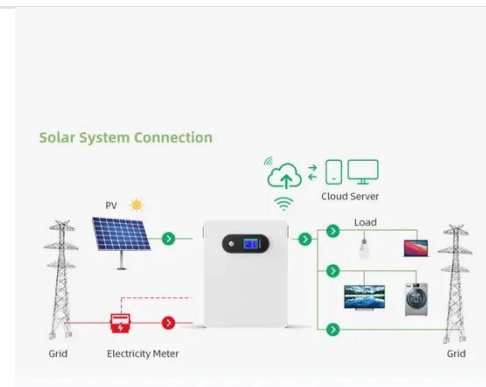 Solar System Connection
Cloud Server
PV
Load
Grid
Electricity Meter
Grid